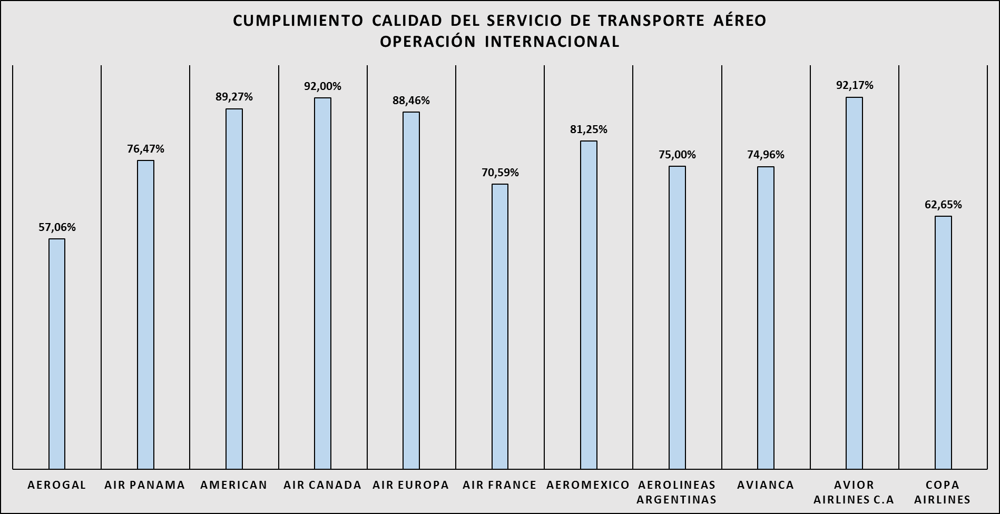 CUMPLIMIENTO CALIDAD DEL SERVICIO DE TRANSPORTE AÉREO
OPERACIÓN INTERNACIONAL
57,06%
76,47%
89,27%
92,00%
88,46%
70,59%
81,25%
75,00%
74,96%
92,17%
62,65%
AEROGAL
AIR PANAMA
AMERICAN
AIR CANADA
AIR EUROPA
AIR FRANCE
AEROMEXICO
AEROLINEAS
ARGENTINAS
AVIANCA
AVIOR
AIRLINES C.A
COPA
AIRLINES